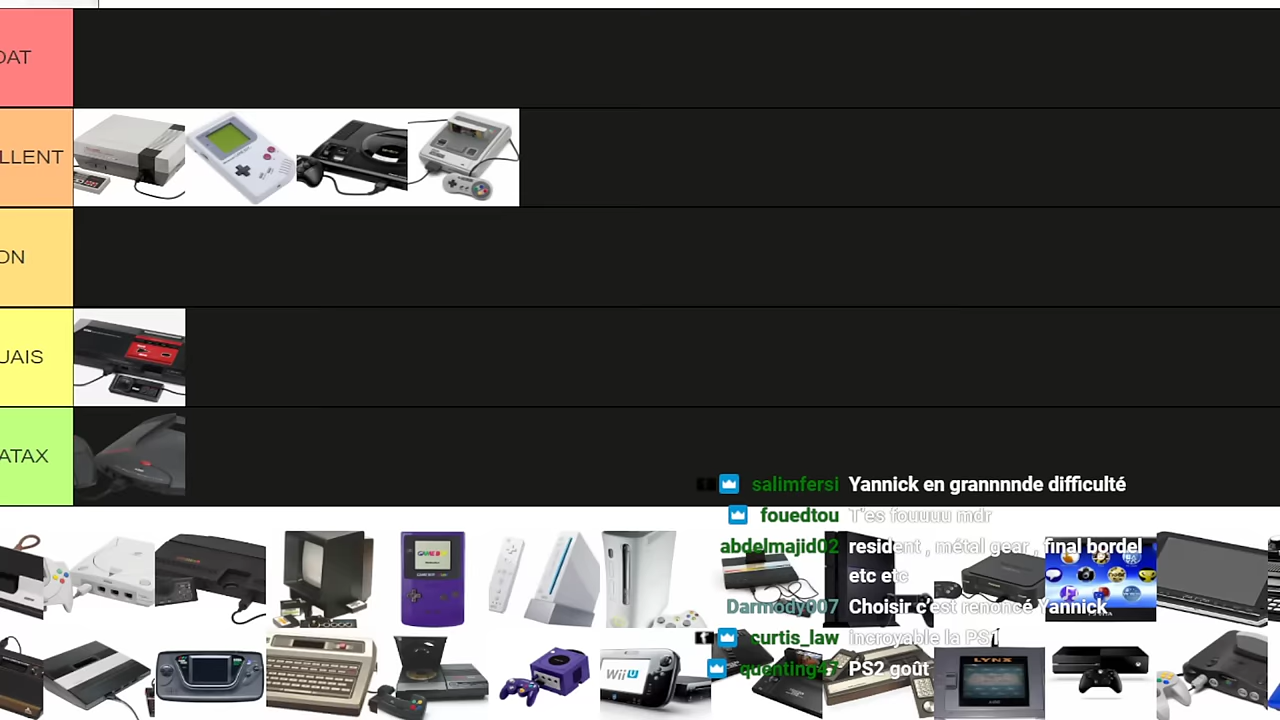 OAT
LLENT
ON
UAIS
ATAX
salimfersi Yannick en grannnnde difficulté
fouedtou T'es fouuuu mdr
abdelmajid02 resident , métal gear , final bordel
etc etc
Darmody007 Choisir c'est renoncé Yannick
curtis_law incroyable la PS1
quenting47 PS2 goût
GAME BOY
WiiU
LYNX